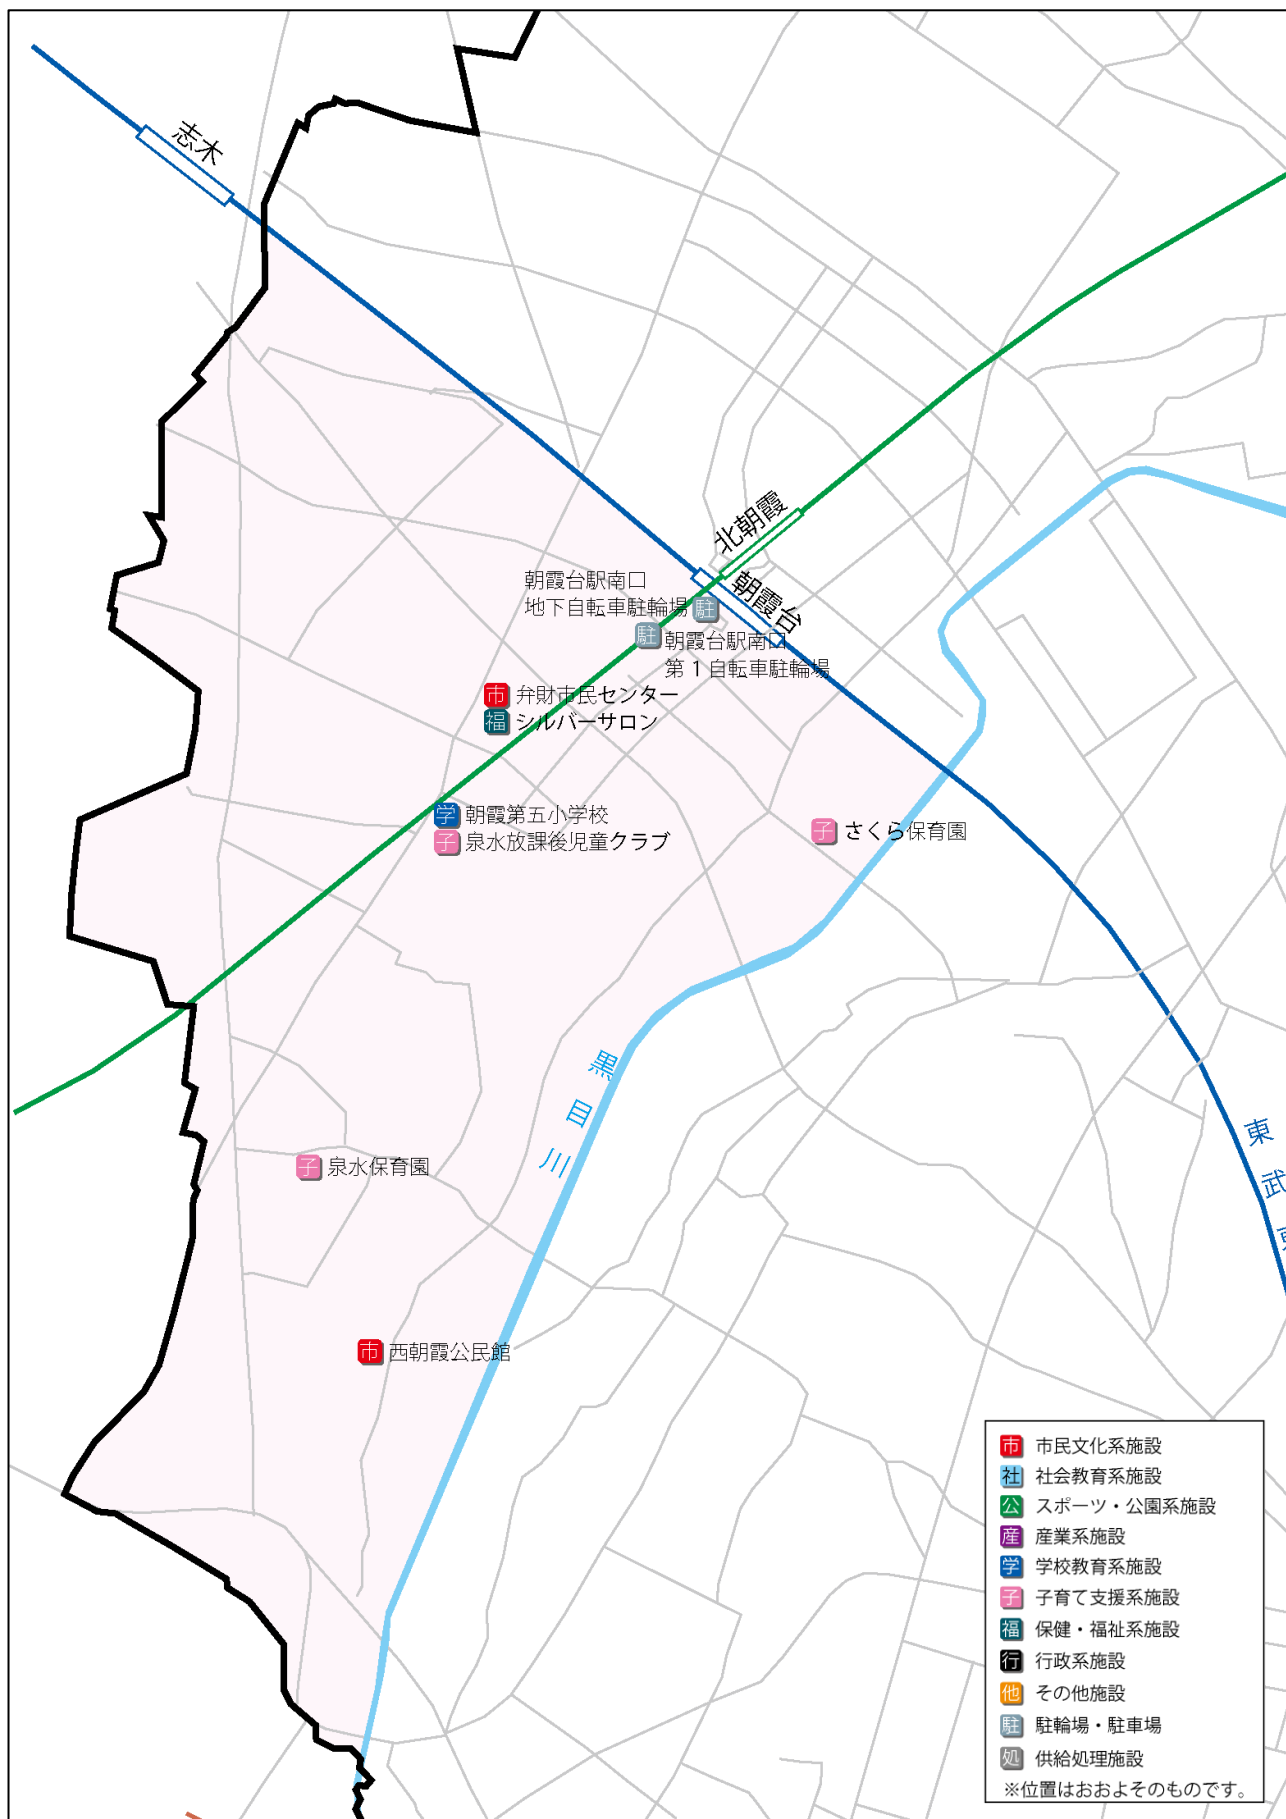 志木
北朝霞
朝霞台
朝霞台駅南口
地下自転車駐輪場
駐
駐
朝霞台駅南口
第1自転車駐輪場
市 弁財市民センター
福 シルバーサロン
学 朝霞第五小学校
子 泉水放課後児童クラブ
子 さくら保育園
黒目川
東武東
子 泉水保育園
市 西朝霞公民館
市 市民文化系施設
社 社会教育系施設
公 スポーツ・公園系施設
産 産業系施設
学 学校教育系施設
子 子育て支援系施設
福 保健・福祉系施設
行 行政系施設
他 その他施設
駐 駐輪場・駐車場
処 供給処理施設
※位置はおおよそのものです。